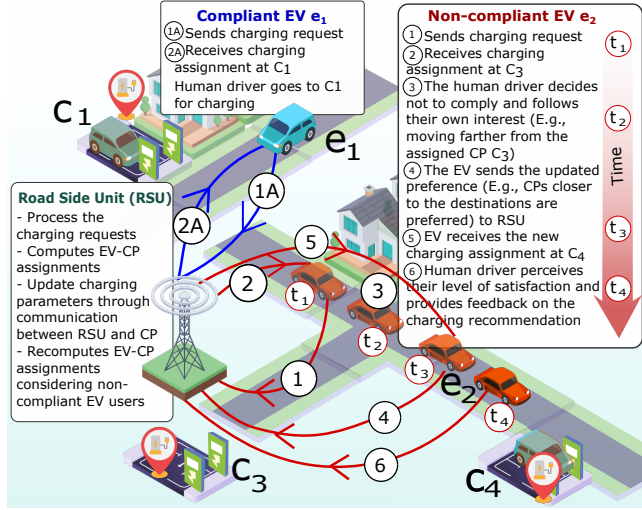 Compliant EV e1
1A Sends charging request
2A Receives charging
assignment at C1
Human driver goes to C1
for charging
Non-compliant EV e2
1 Sends charging request
2 Receives charging
assignment at C3
3 The human driver decides
not to comply and follows
their own interest (E.g.,
moving farther from the
assigned CP C3)
4 The EV sends the updated
preference (E.g., CPs closer
to the destinations are
preferred) to RSU
5 EV receives the new
charging assignment at C4
6 Human driver perceives
their level of satisfaction and
provides feedback on the
charging recommendation
t1
t2
Time
t3
t4
C1
e1
1A
2A
Road Side Unit (RSU)
- Process the
charging requests
- Computes EV-CP
assignments
- Update charging
parameters through
communication
between RSU and CP
- Recomputes EV-CP
assignments
considering non-
compliant EV users
5
2
3
t1
t2
t3
e2
t4
1
4
6
C3
C4